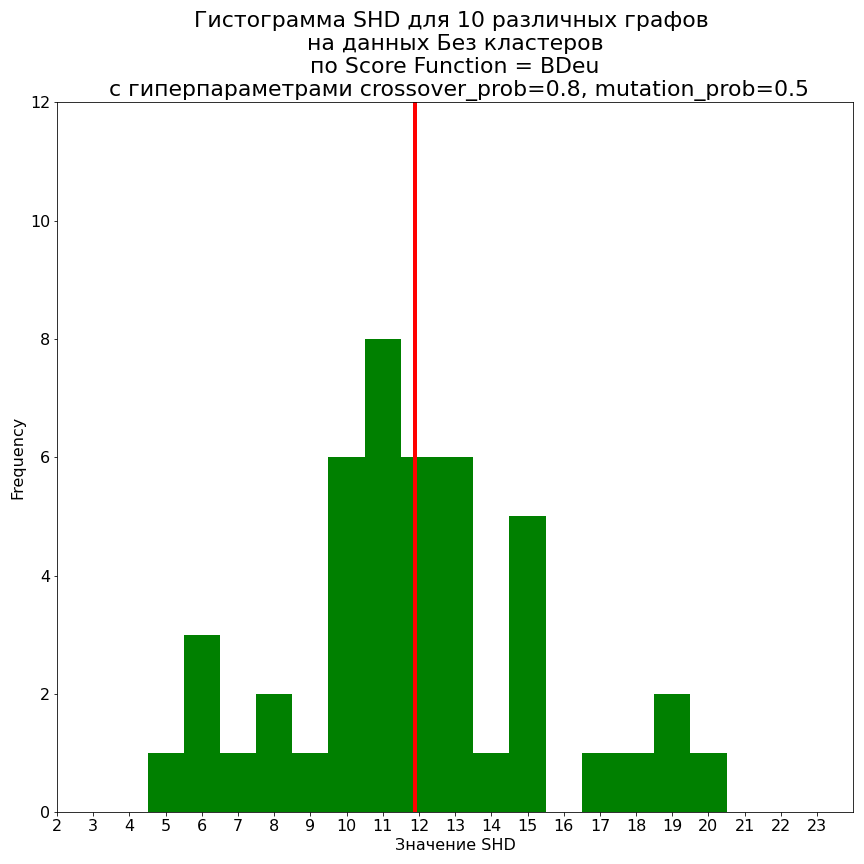 Гистограмма SHD для 10 различных графов
на данных Без кластеров
по Score Function = BDeu
с гиперпараметрами crossover_prob=0.8, mutation_prob=0.5
12
10
8
6
4
2
0
Frequency
2 3 4 5 6 7 8 9 10 11 12 13 14 15 16 17 18 19 20 21 22 23
Значение SHD